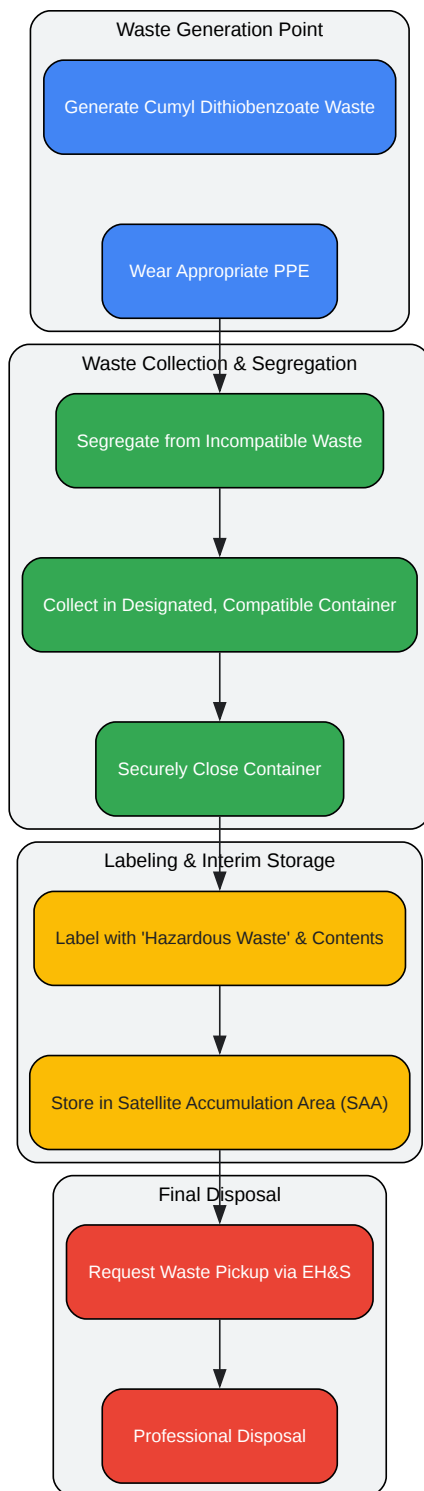 Waste Generation Point
Generate Cumyl Dithiobenzoate Waste
Wear Appropriate PPE
Waste Collection & Segregation
Segregate from Incompatible Waste
Collect in Designated, Compatible Container
Securely Close Container
Labeling & Interim Storage
Label with 'Hazardous Waste' & Contents
Store in Satellite Accumulation Area (SAA)
Final Disposal
Request Waste Pickup via EH&S
Professional Disposal